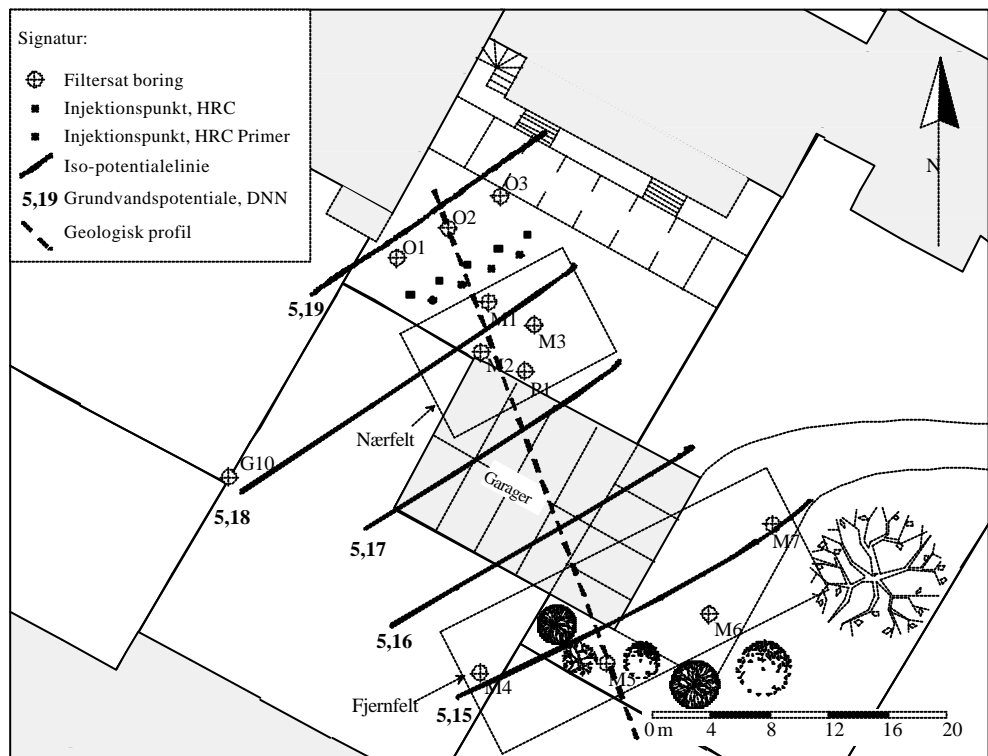 Signatur:
Filtersat boring
Injektionspunkt, HRC
Injektionspunkt, HRC Primer
Iso-potentialelinie
5,19 Grundvandspotentiale, DNN
Geologisk profil
N
O3
O2
O1
5,19
M1
M3
M2
P1
Nærfelt
G10
Garager
5,18
5,17
M7
5,16
M6
M5
M4
Fjernfelt
5,15
0 m 4 8 12 16 20